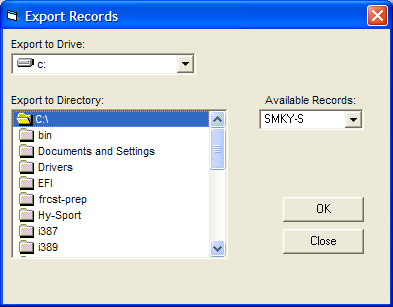 Export Records
Export to Drive:
c:
Export to Directory:
Available Records:
C:\
SMKY-S
bin
Documents and Settings
Drivers
EFI
frcst-prep
Hy-Sport
i387
i389
OK
Close